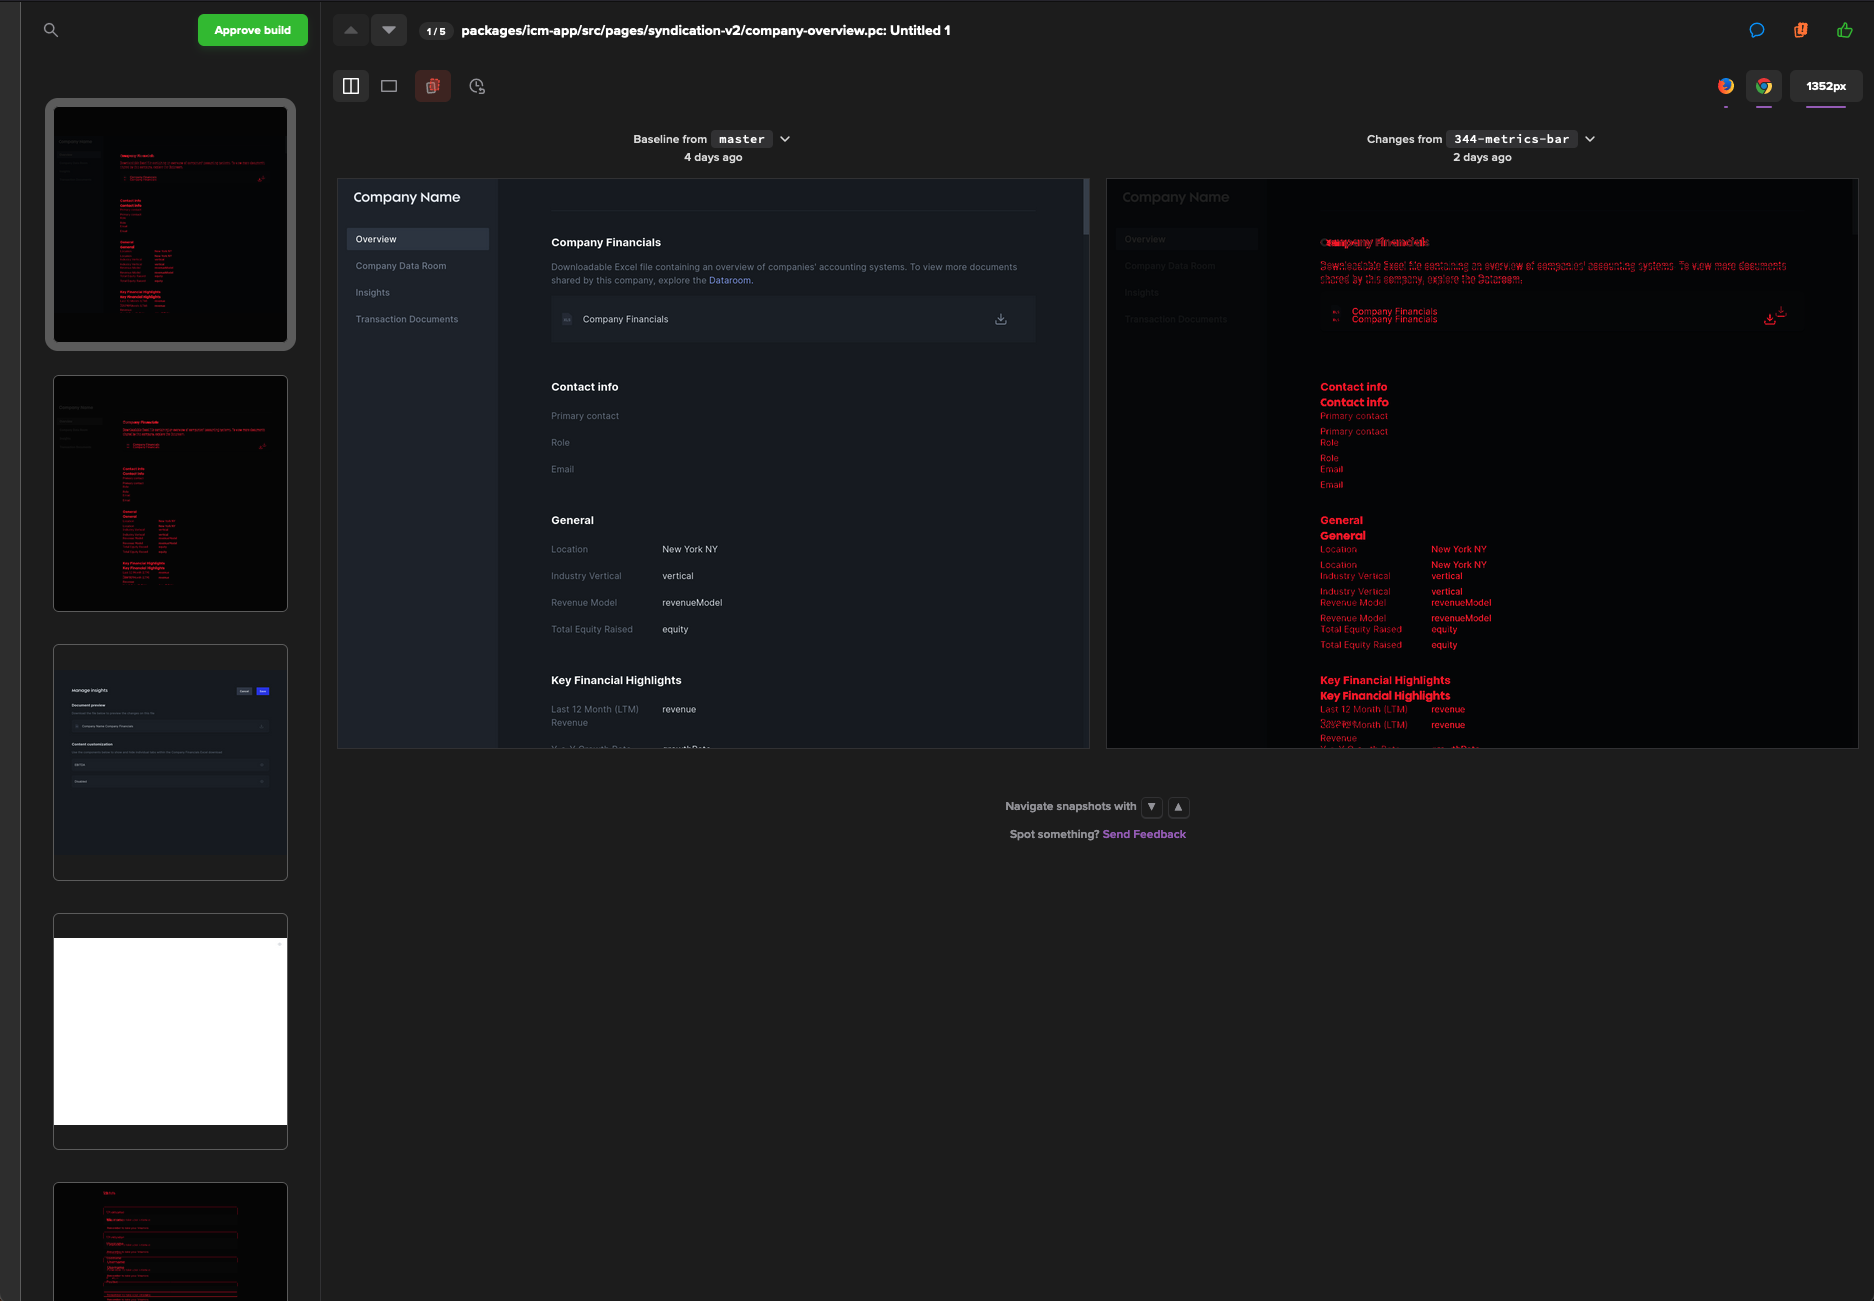 Approve build
1 / 5
packages/icm-app/src/pages/syndication-v2/company-overview.pc: Untitled 1
1352px
Baseline from master
4 days ago
Changes from 344-metrics-bar
2 days ago
Company Name
Overview
Company Data Room
Insights
Transaction Documents
Company Financials
Downloadable Excel file containing an overview of companies' accounting systems. To view more documents
shared by this company, explore the Dataroom.
Company Financials
Contact info
Primary contact
Role
Email
General
Location New York NY
Industry Vertical vertical
Revenue Model revenueModel
Total Equity Raised equity
Key Financial Highlights
Last 12 Month (LTM) revenue
Revenue
Company Name
Overview
Company Data Room
Insights
Transaction Documents
Company Financials
Downloadable Excel file containing an overview of companies' accounting systems. To view more documents
shared by this company, explore the Dataroom.
Company Financials
Company Financials
Contact info
Contact info
Primary contact
Primary contact
Role
Role
Email
Email
General
General
Location New York NY
Location New York NY
Industry Vertical vertical
Industry Vertical vertical
Revenue Model revenueModel
Revenue Model revenueModel
Total Equity Raised equity
Total Equity Raised equity
Key Financial Highlights
Key Financial Highlights
Last 12 Month (LTM) revenue
Last 12 Month (LTM) revenue
Revenue
Manage Insights
Document preview
Content customization
Navigate snapshots with
Spot something? Send Feedback